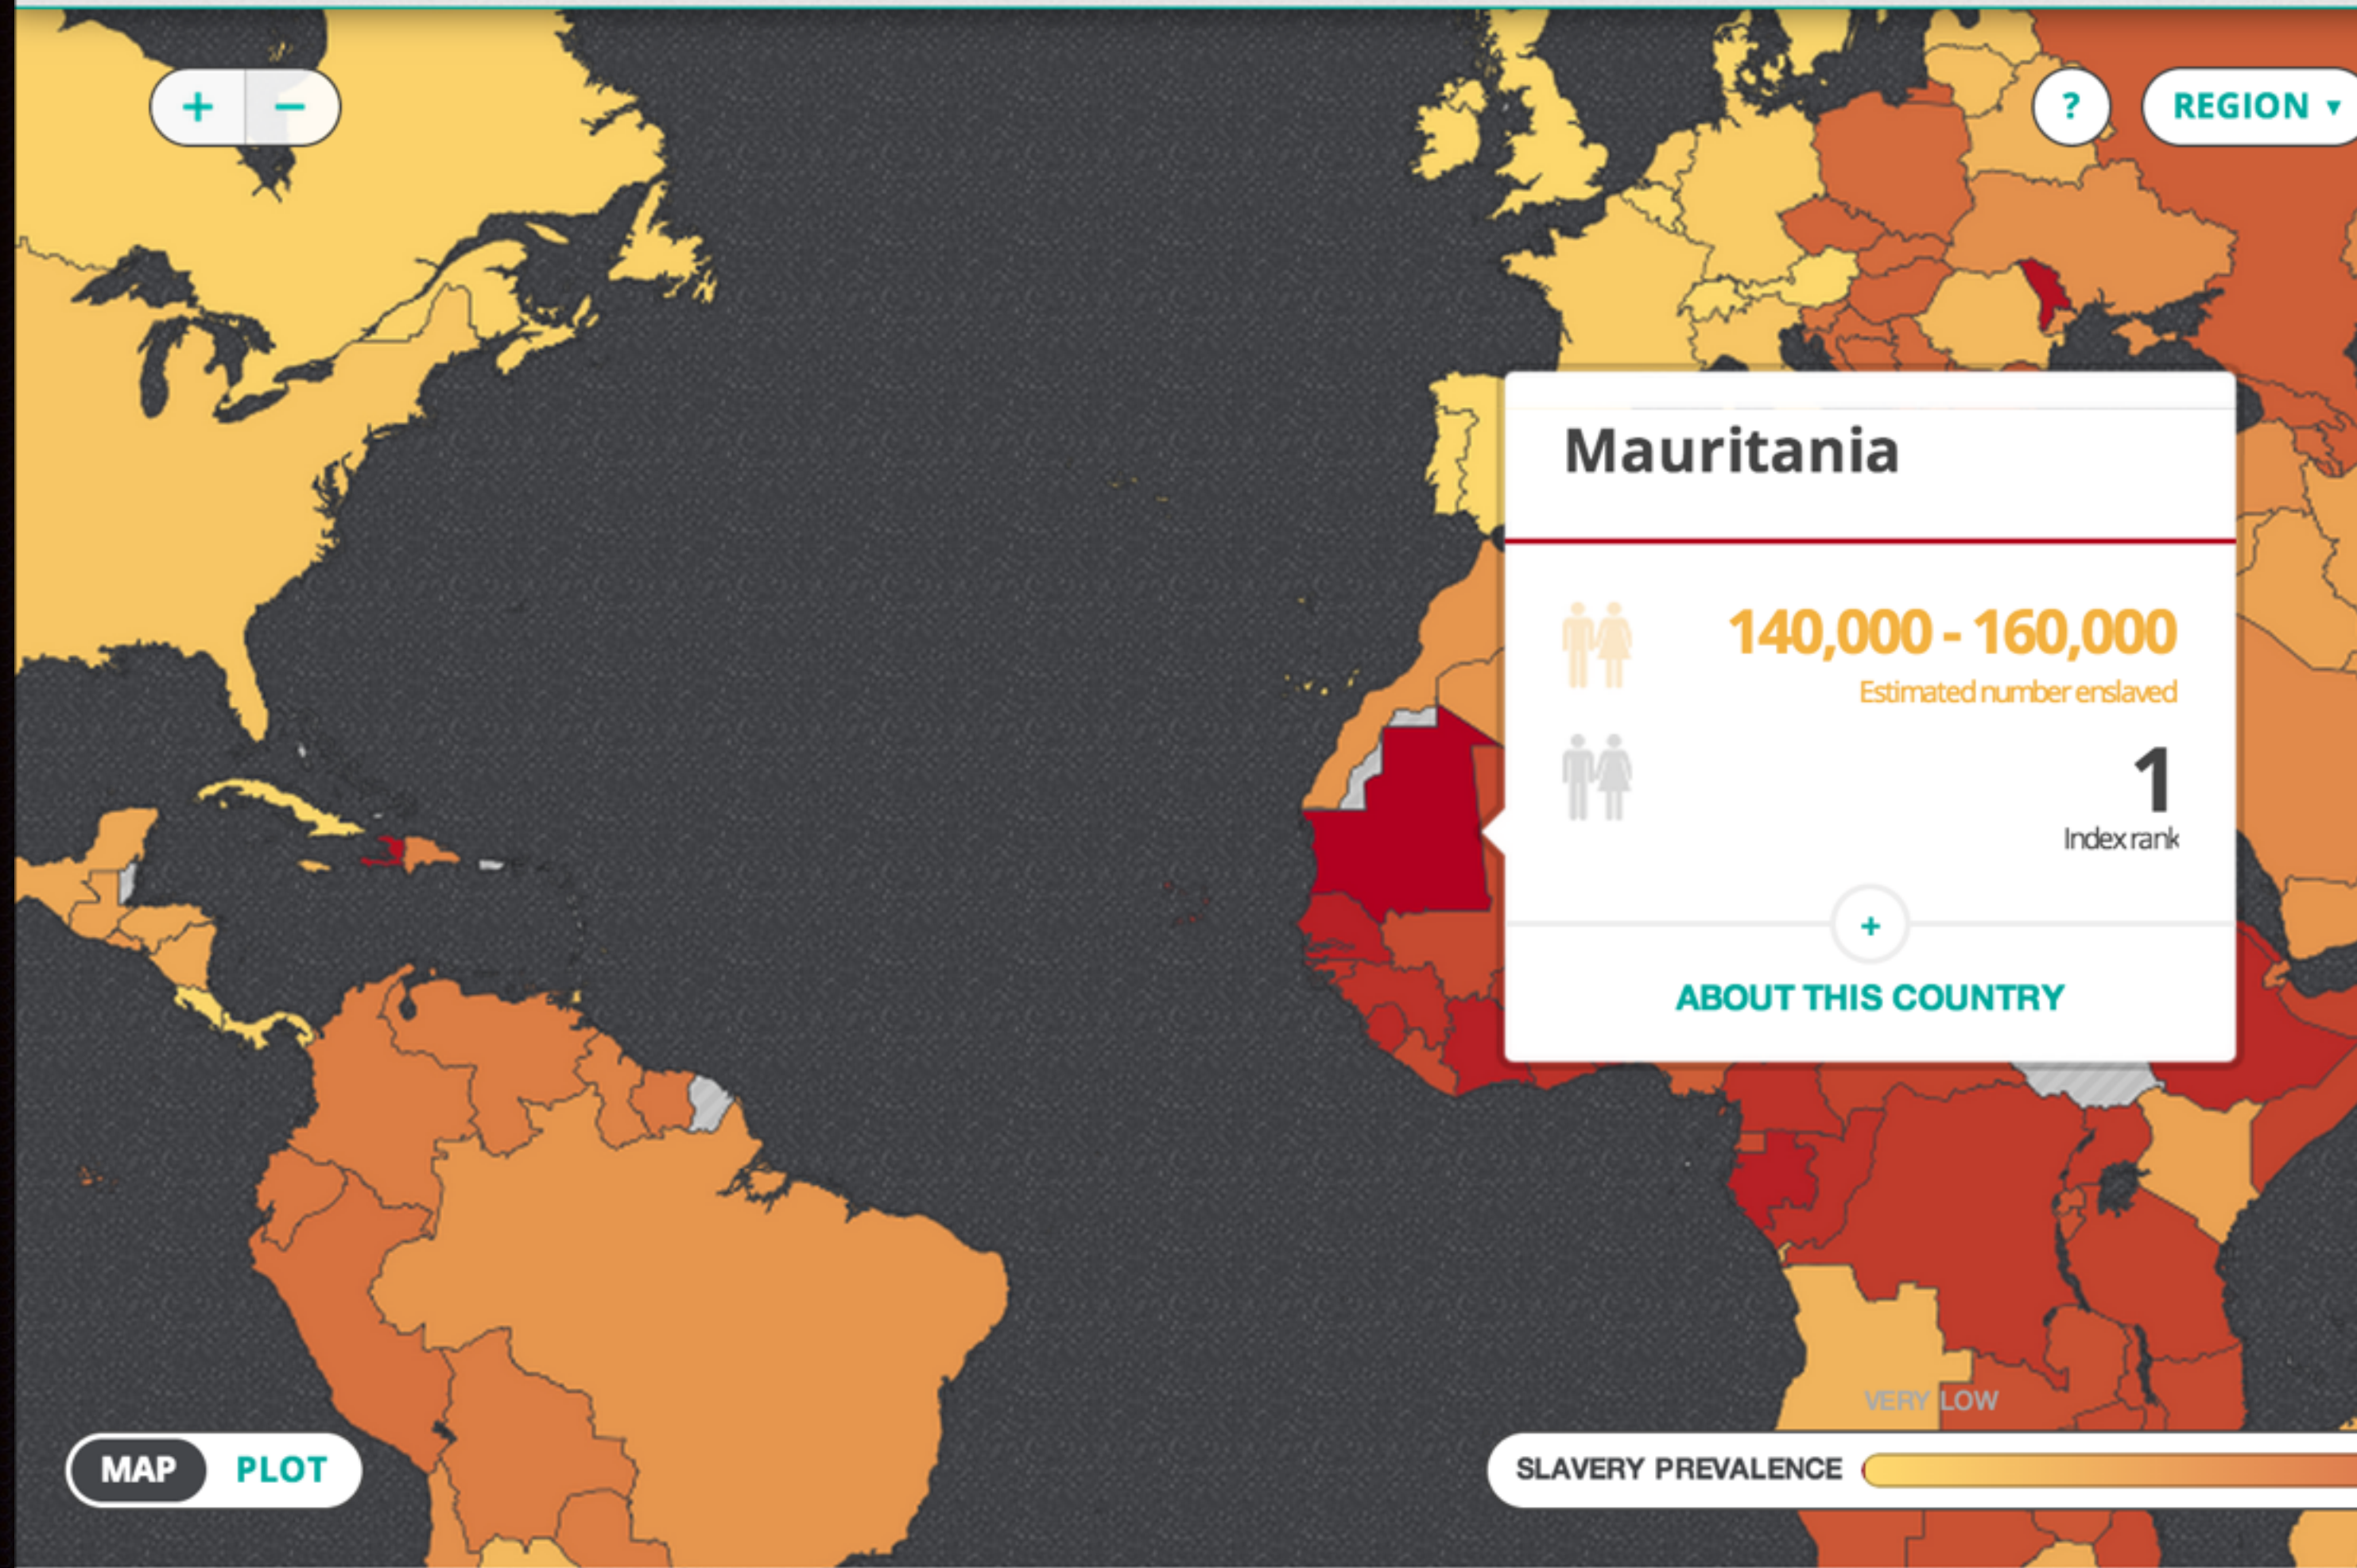 + −
? REGION ▼
Mauritania
140,000 - 160,000
Estimated number enslaved
1
Index rank
+
ABOUT THIS COUNTRY
VERY LOW
MAP PLOT
SLAVERY PREVALENCE